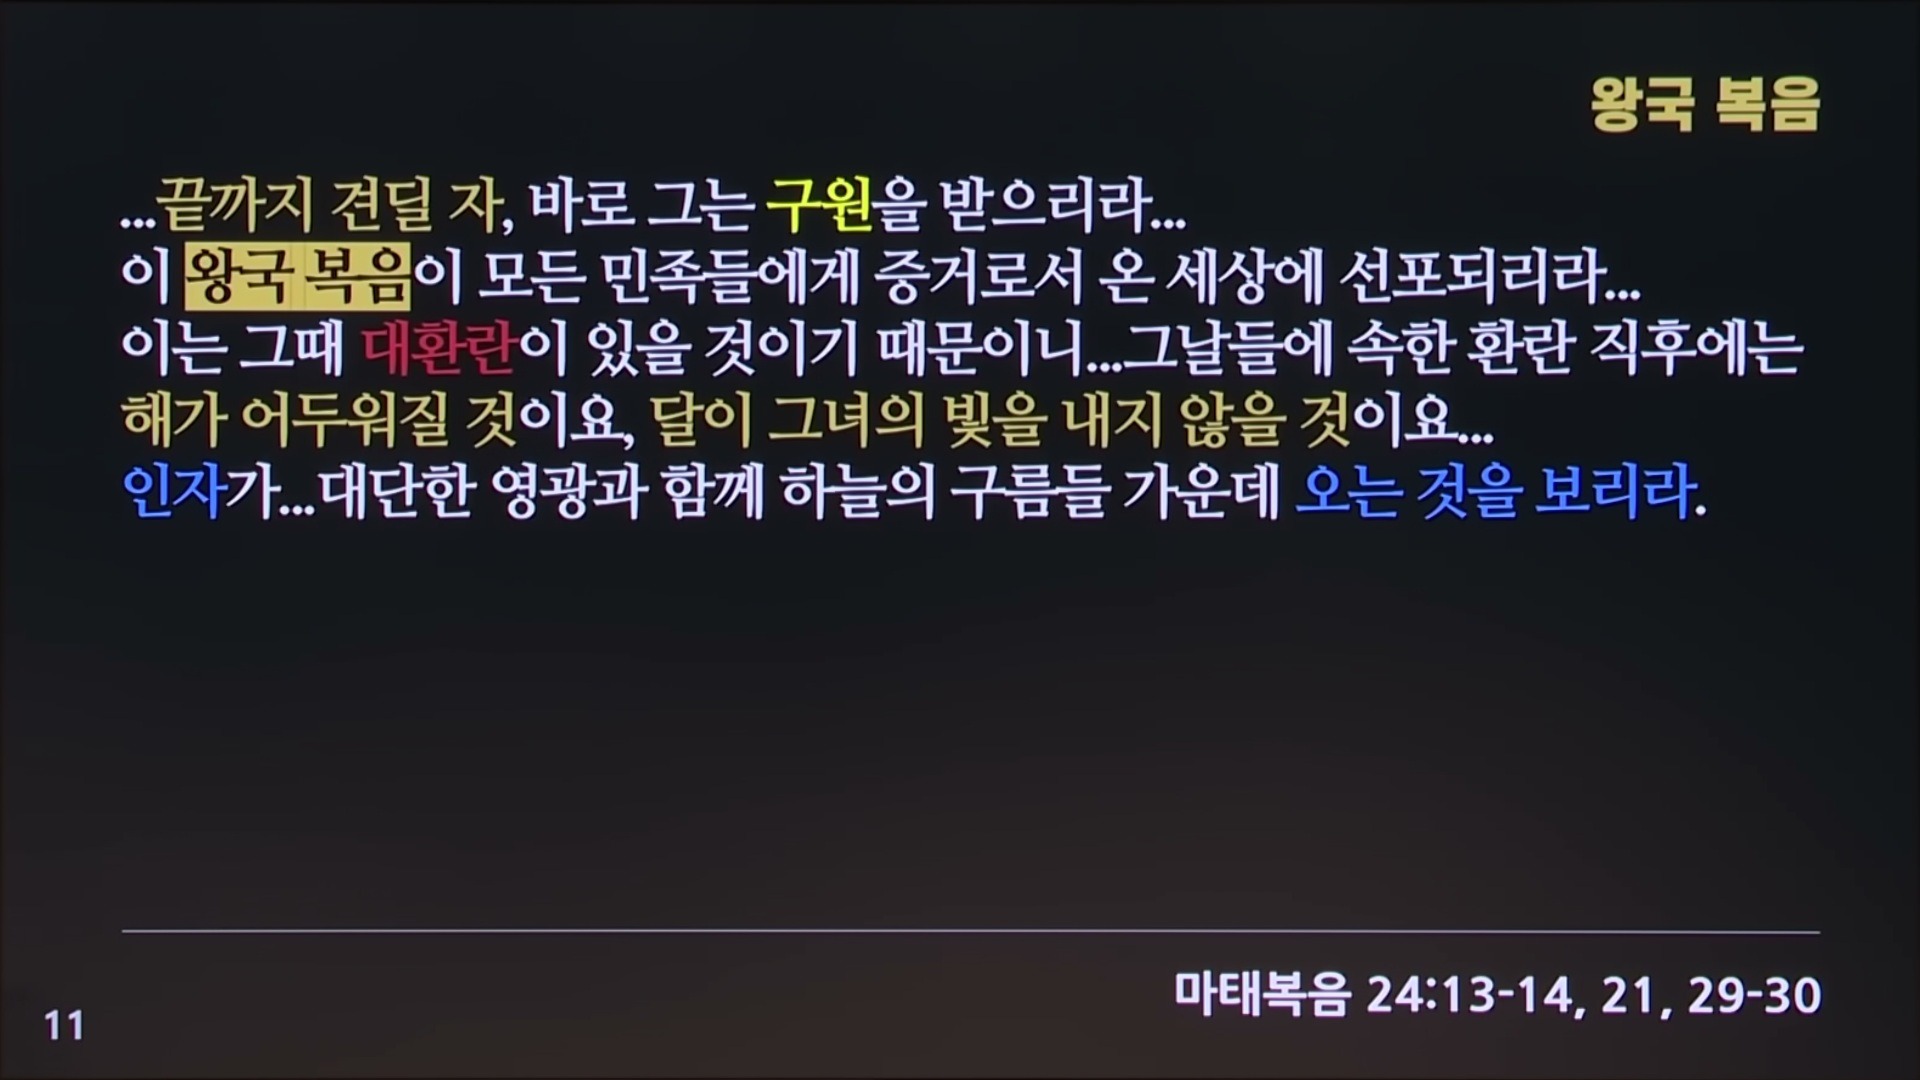 왕국 복음
...끝까지 견딜 자, 바로 그는 구원을 받으리라...
이 왕국 복음이 모든 민족들에게 증거로서 온 세상에 선포되리라...
이는 그때 대환란이 있을 것이기 때문이니...그날들에 속한 환란 직후에는
해가 어두워질 것이요, 달이 그녀의 빛을 내지 않을 것이요...
인자가...대단한 영광과 함께 하늘의 구름들 가운데 오는 것을 보리라.
마태복음 24:13-14, 21, 29-30
11